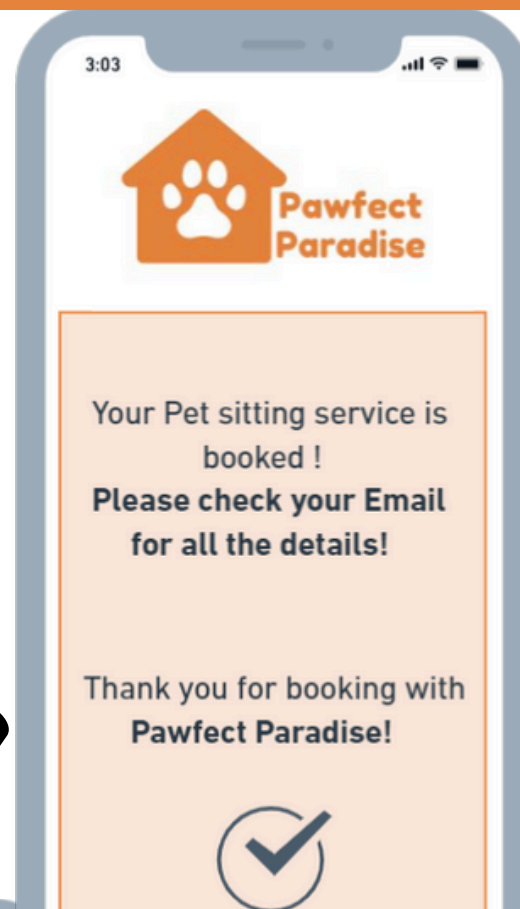 3:03
Pawfect
Paradise
Your Pet sitting service is
booked !
Please check your Email
for all the details!
Thank you for booking with
Pawfect Paradise!